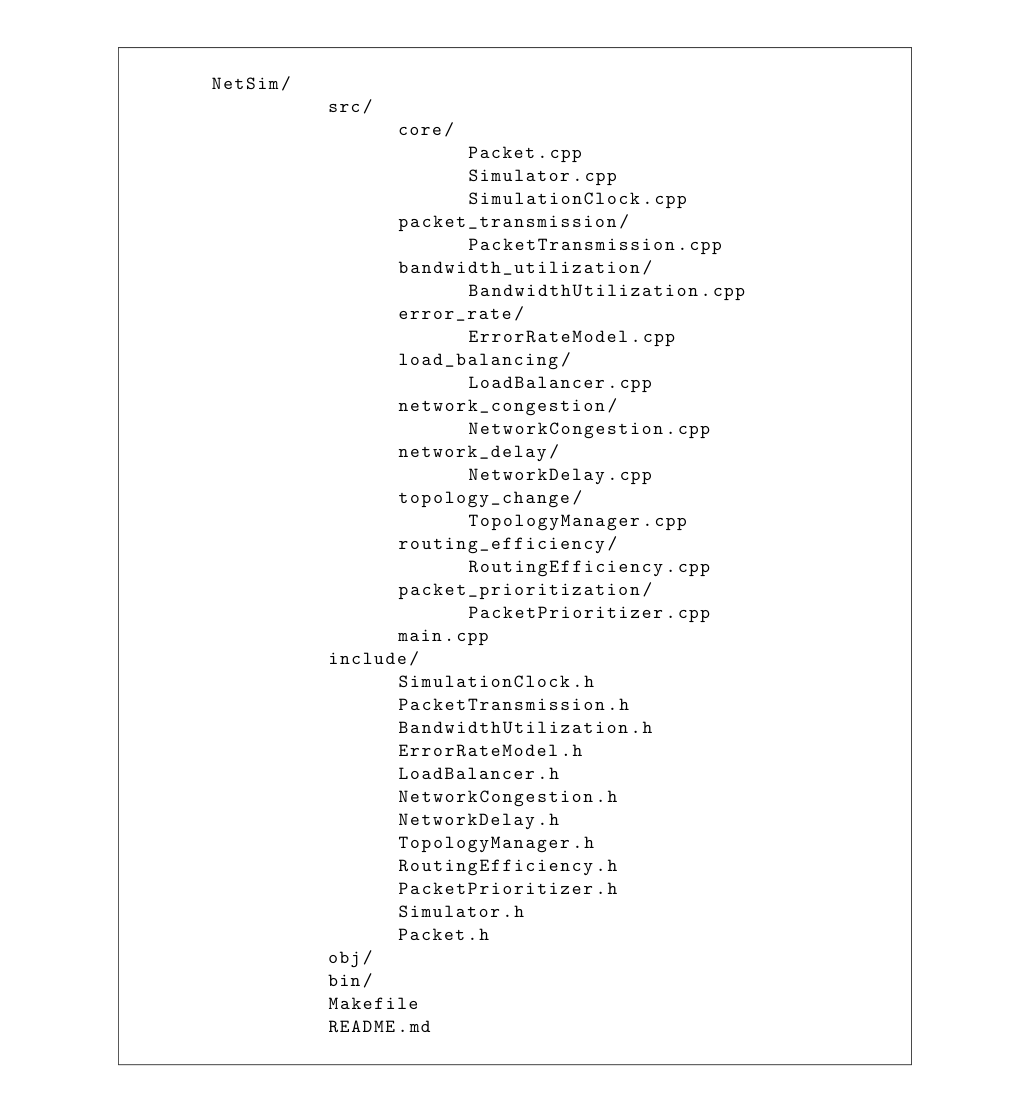 NetSim/
src/
core/
Packet.cpp
Simulator.cpp
SimulationClock.cpp
packet_transmission/
PacketTransmission.cpp
bandwidth_utilization/
BandwidthUtilization.cpp
error_rate/
ErrorRateModel.cpp
load_balancing/
LoadBalancer.cpp
network_congestion/
NetworkCongestion.cpp
network_delay/
NetworkDelay.cpp
topology_change/
TopologyManager.cpp
routing_efficiency/
RoutingEfficiency.cpp
packet_prioritization/
PacketPrioritizer.cpp
main.cpp
include/
SimulationClock.h
PacketTransmission.h
BandwidthUtilization.h
ErrorRateModel.h
LoadBalancer.h
NetworkCongestion.h
NetworkDelay.h
TopologyManager.h
RoutingEfficiency.h
PacketPrioritizer.h
Simulator.h
Packet.h
obj/
bin/
Makefile
README.md